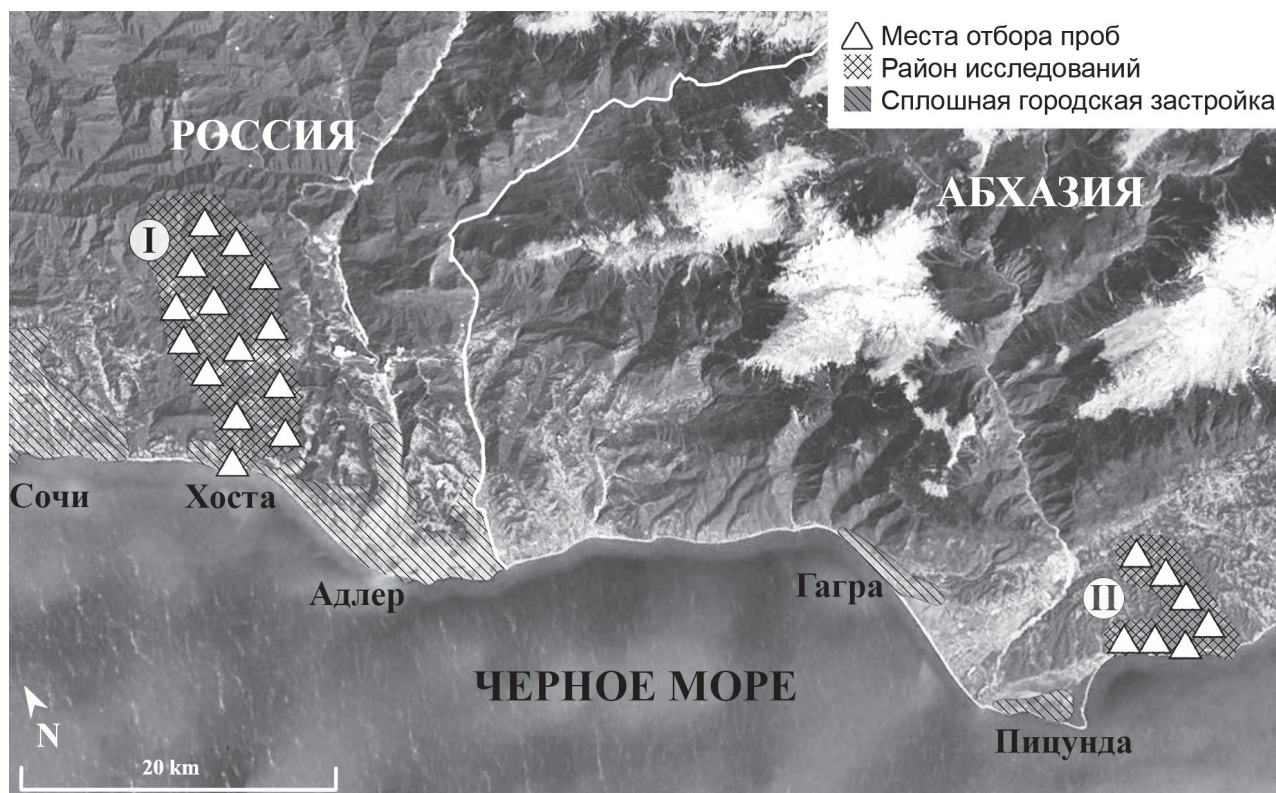 Места отбора проб
Район исследований
Сплошная городская застройка
РОССИЯ
АБХАЗИЯ
I
Сочи
Хоста
Адлер
Гагра
II
ЧЕРНОЕ МОРЕ
Пицунда
N
20 km